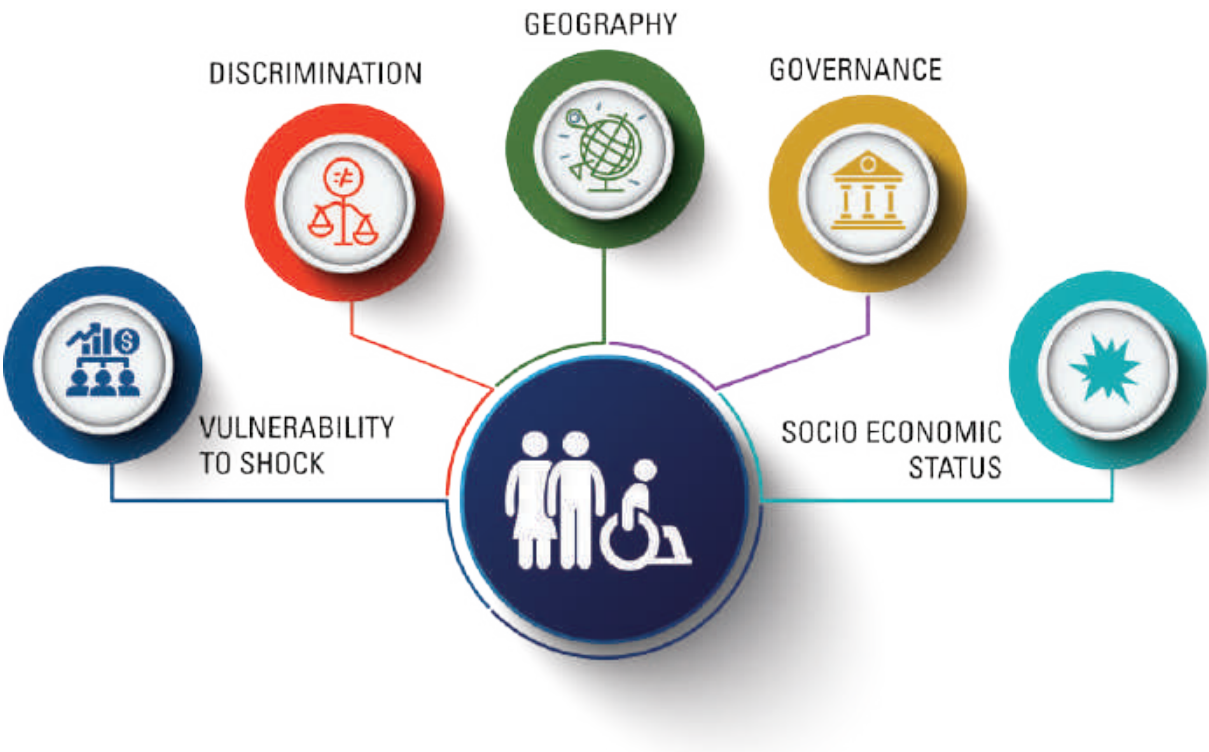 GEOGRAPHY
DISCRIMINATION
GOVERNANCE
VULNERABILITY
TO SHOCK
SOCIO ECONOMIC
STATUS